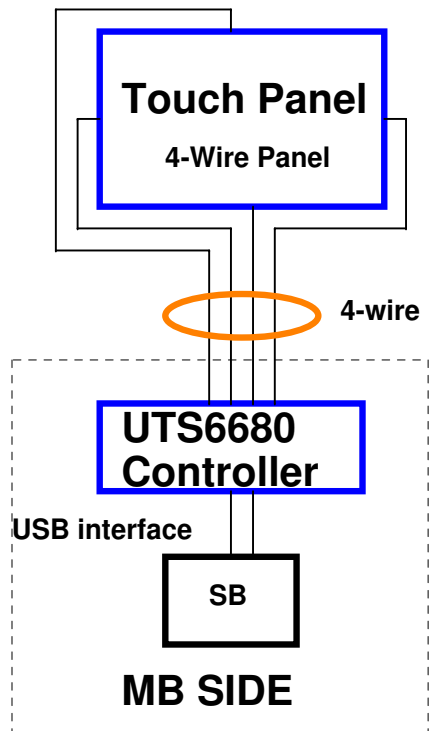 Touch Panel
4-Wire Panel
4-wire
UTS6680
Controller
USB interface
SB
MB SIDE